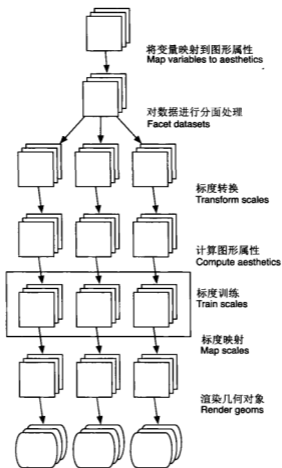 将变量映射到图形属性
Map variables to aesthetics
对数据进行分面处理
Facet datasets
标度转换
Transform scales
计算图形属性
Compute aesthetics
标度训练
Train scales
标度映射
Map scales
渲染几何对象
Render geoms